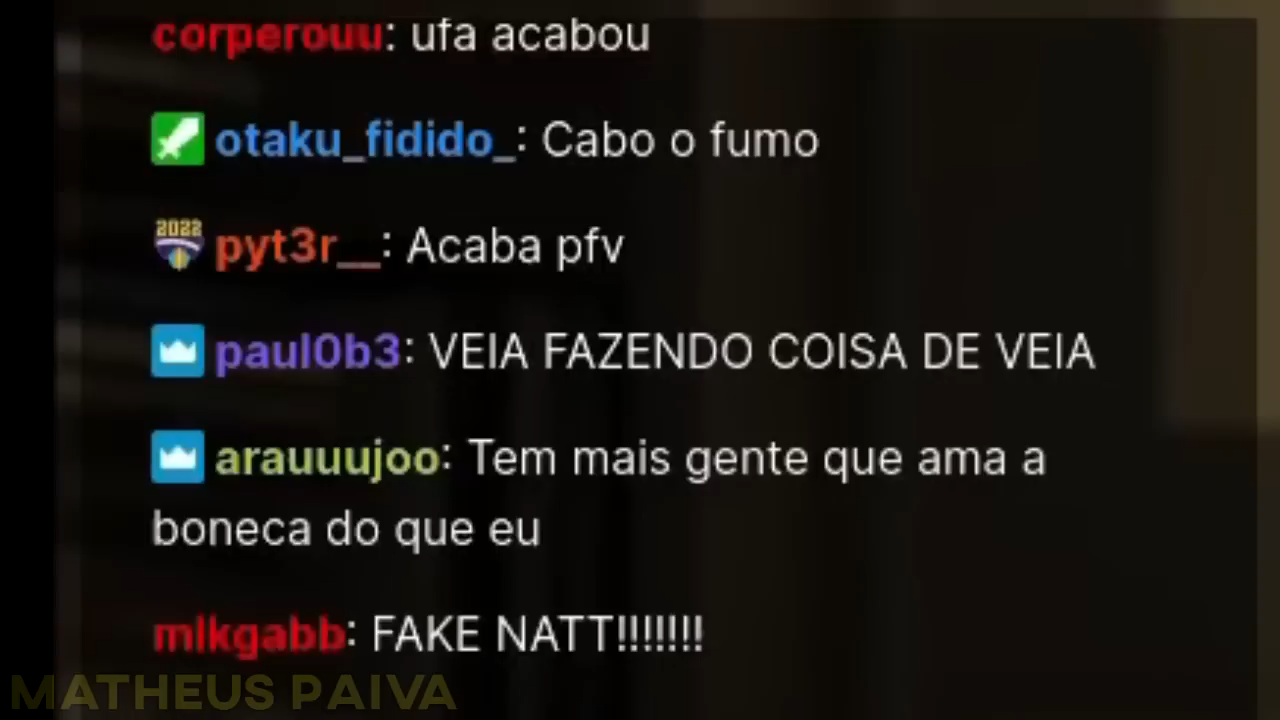 corperouu: ufa acabou
otaku_fidido_: Cabo o fumo
2022
pyt3r__: Acaba pfv
paul0b3: VEIA FAZENDO COISA DE VEIA
arauuujoo: Tem mais gente que ama a
boneca do que eu
mlkgabb: FAKE NATT!!!!!!!
MATHEUS PAIVA